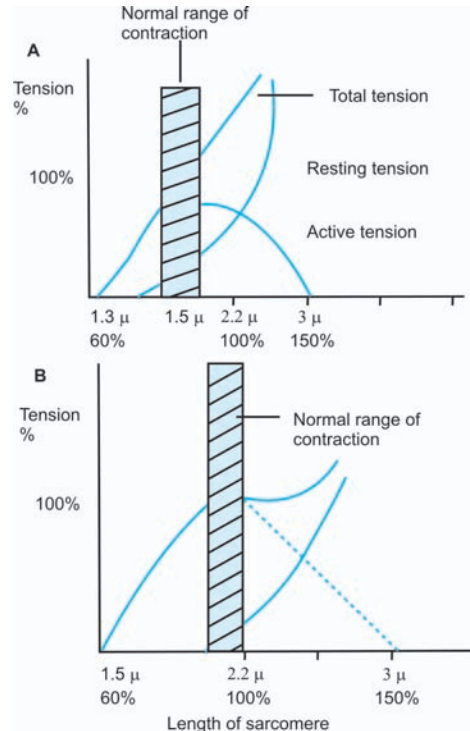 Normal range of
contraction
A
Tension
%
Total tension
100%
Resting tension
Active tension
1.3 µ 1.5 µ 2.2 µ 3 µ
60% 100% 150%
B
Tension
%
Normal range of
contraction
100%
1.5 µ 2.2 µ 3 µ
60% 100% 150%
Length of sarcomere